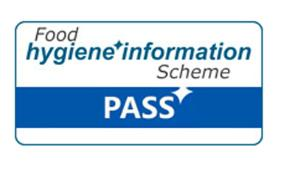 Food
hygiene information
Scheme
PASS